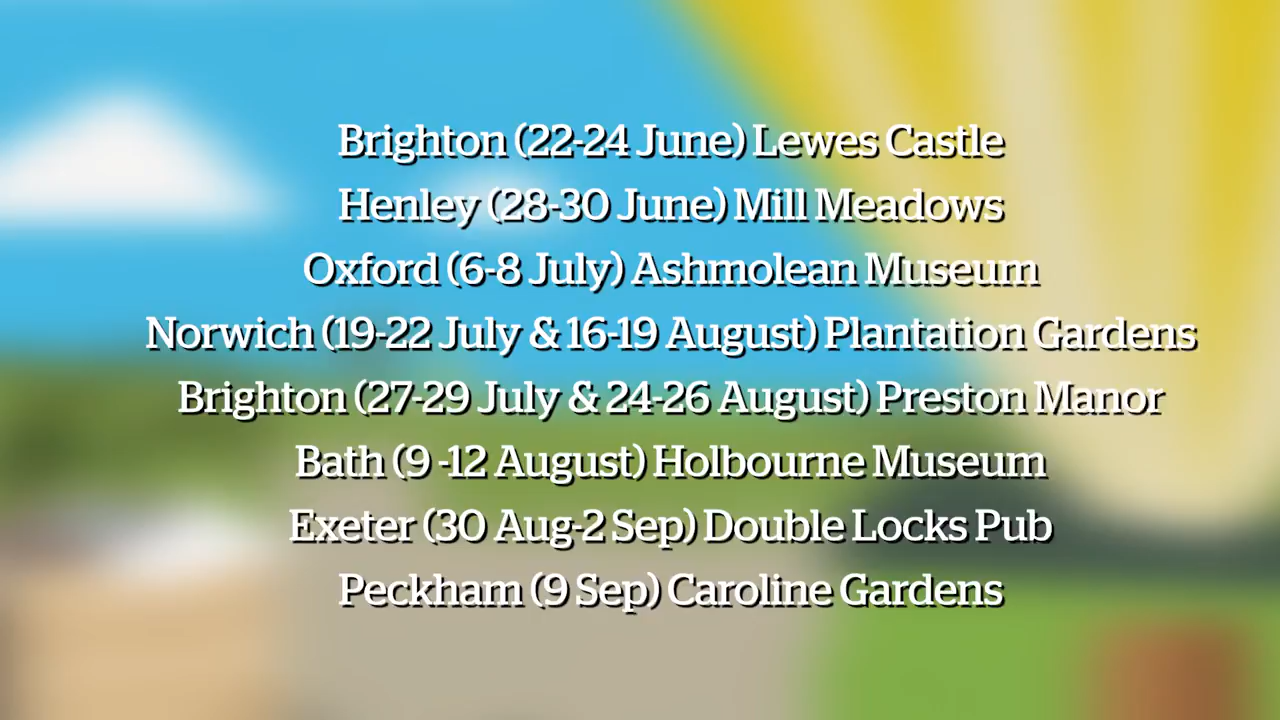 Brighton (22-24 June) Lewes Castle
Henley (28-30 June) Mill Meadows
Oxford (6-8 July) Ashmolean Museum
Norwich (19-22 July & 16-19 August) Plantation Gardens
Brighton (27-29 July & 24-26 August) Preston Manor
Bath (9 -12 August) Holbourne Museum
Exeter (30 Aug-2 Sep) Double Locks Pub
Peckham (9 Sep) Caroline Gardens